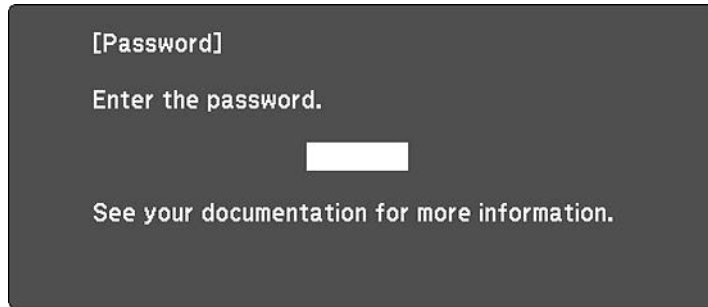 [Password]
Enter the password.
See your documentation for more information.